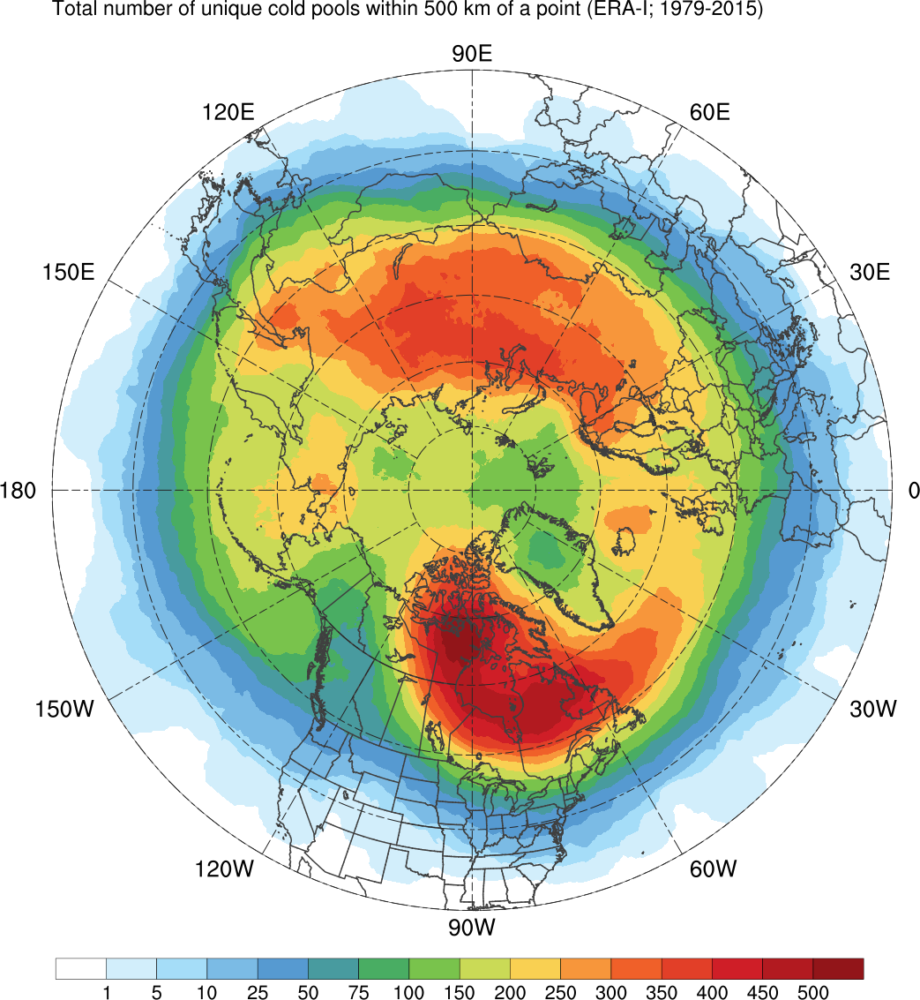 Total number of unique cold pools within 500 km of a point (ERA-I; 1979-2015)
90E
120E
60E
150E
30E
180
0
150W
30W
120W
60W
90W
1 5 10 25 50 75 100 150 200 250 300 350 400 450 500